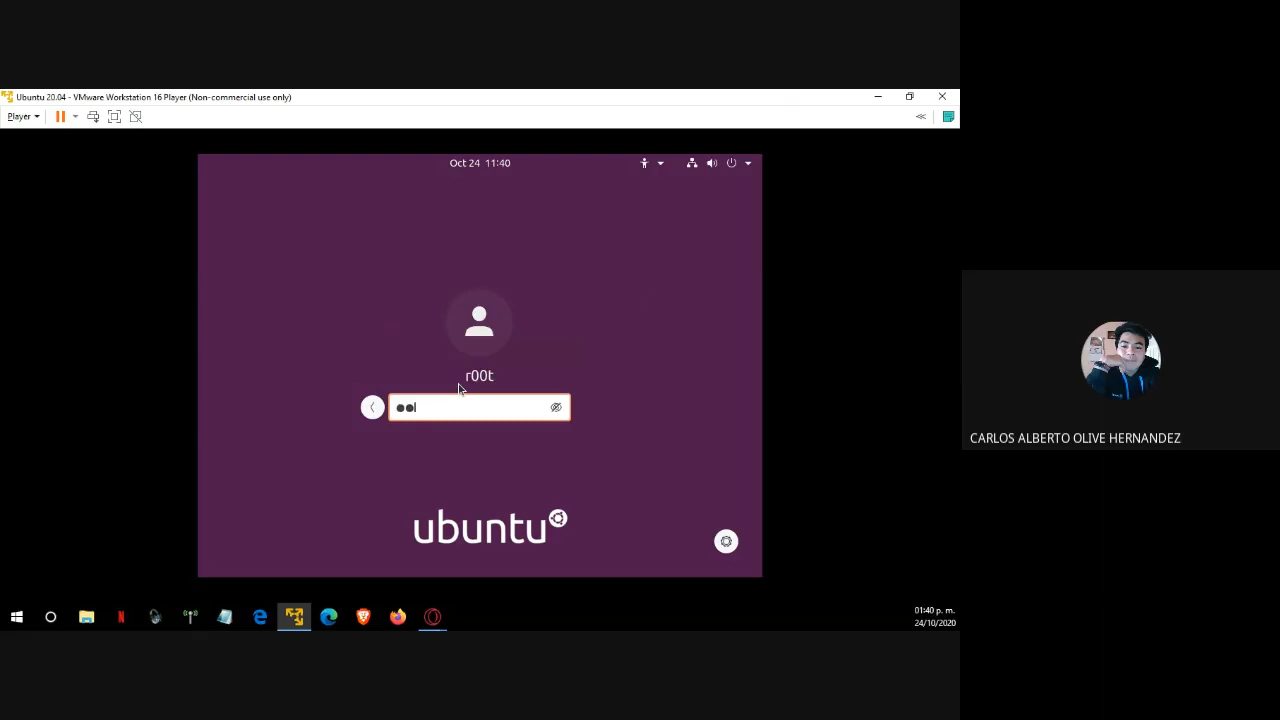 Ubuntu 20.04 - VMware Workstation 16 Player (Non-commercial use only)
Player
Oct 24 11:40
r00t
ubuntu
CARLOS ALBERTO OLIVE HERNANDEZ
01:40 p. m.
24/10/2020